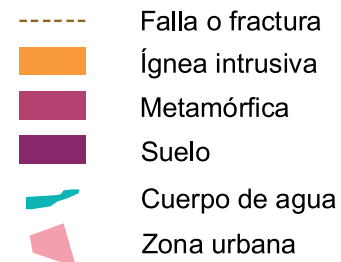 Falla o fractura
Ígnea intrusiva
Metamórfica
Suelo
Cuerpo de agua
Zona urbana